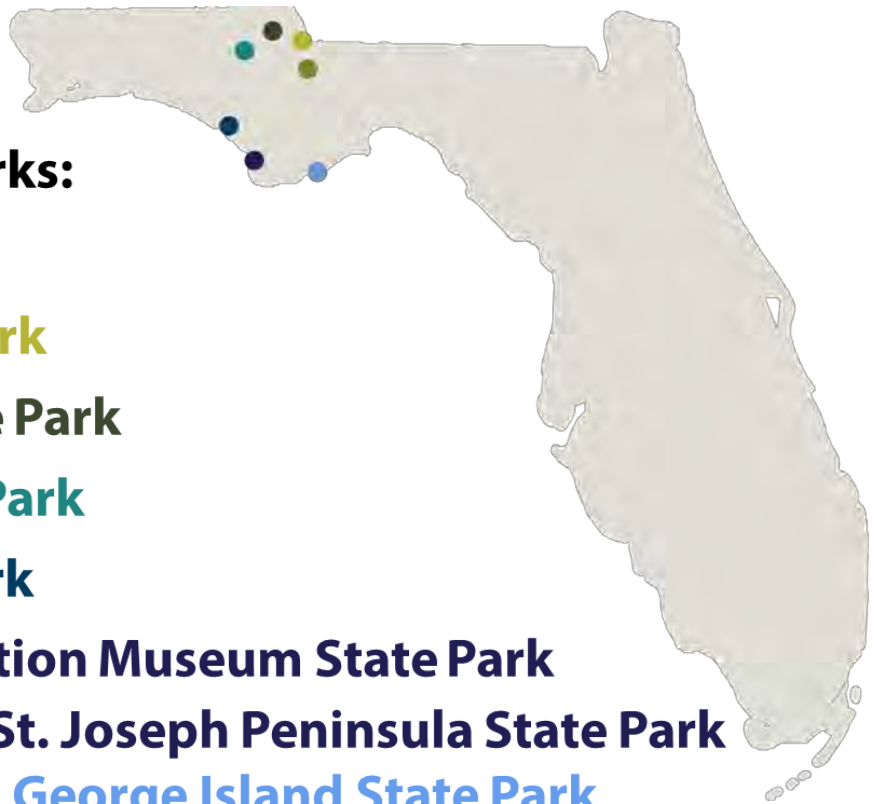 rks:
rk
e Park
Park
rk
tion Museum State Park
St. Joseph Peninsula State Park
George Island State Park